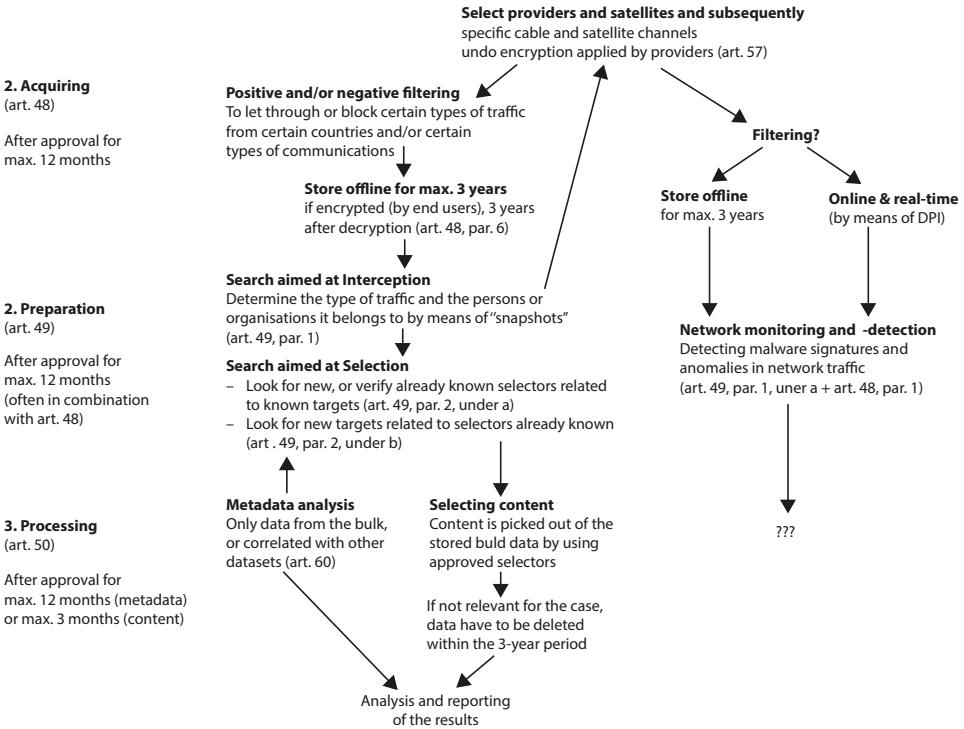 Select providers and satellites and subsequently
specific cable and satellite channels
undo encryption applied by providers (art. 57)
2. Acquiring
(art. 48)
After approval for
max. 12 months
Positive and/or negative filtering
To let through or block certain types of traffic
from certain countries and/or certain
types of communications
Filtering?
Store offline for max. 3 years
if encrypted (by end users), 3 years
after decryption (art. 48, par. 6)
Store offline
for max. 3 years
Online & real-time
(by means of DPI)
2. Preparation
(art. 49)
After approval for
max. 12 months
(often in combination
with art. 48)
Search aimed at Interception
Determine the type of traffic and the persons or
organisations it belongs to by means of "snapshots"
(art. 49, par. 1)
Search aimed at Selection
– Look for new, or verify already known selectors related
to known targets (art. 49, par. 2, under a)
– Look for new targets related to selectors already known
(art . 49, par. 2, under b)
Network monitoring and -detection
Detecting malware signatures and
anomalies in network traffic
(art. 49, par. 1, uner a + art. 48, par. 1)
3. Processing
(art. 50)
After approval for
max. 12 months (metadata)
or max. 3 months (content)
Metadata analysis
Only data from the bulk,
or correlated with other
datasets (art. 60)
Selecting content
Content is picked out of the
stored buld data by using
approved selectors
???
If not relevant for the case,
data have to be deleted
within the 3-year period
Analysis and reporting
of the results